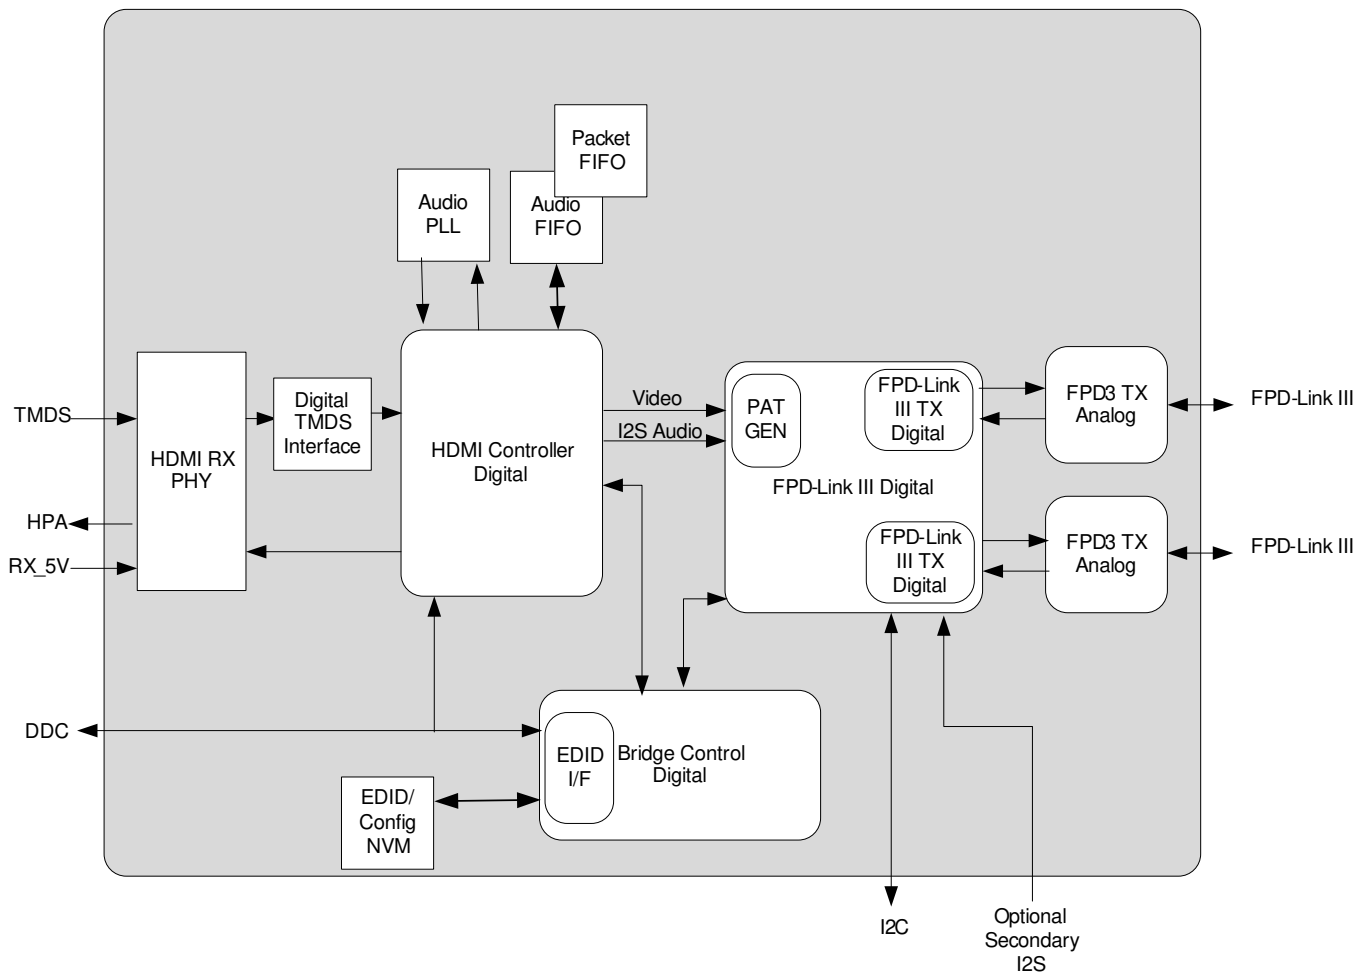 Packet
FIFO
Audio
PLL
Audio
FIFO
TMDS
HPA
RX_5V
HDMI RX
PHY
Digital
TMDS
Interface
HDMI Controller
Digital
Video
I2S Audio
PAT
GEN
FPD-Link
III TX
Digital
FPD-Link III Digital
FPD-Link
III TX
Digital
FPD3 TX
Analog
FPD-Link III
FPD3 TX
Analog
FPD-Link III
DDC
EDID
I/F
Bridge Control
Digital
EDID/
Config
NVM
I2C
Optional
Secondary
I2S